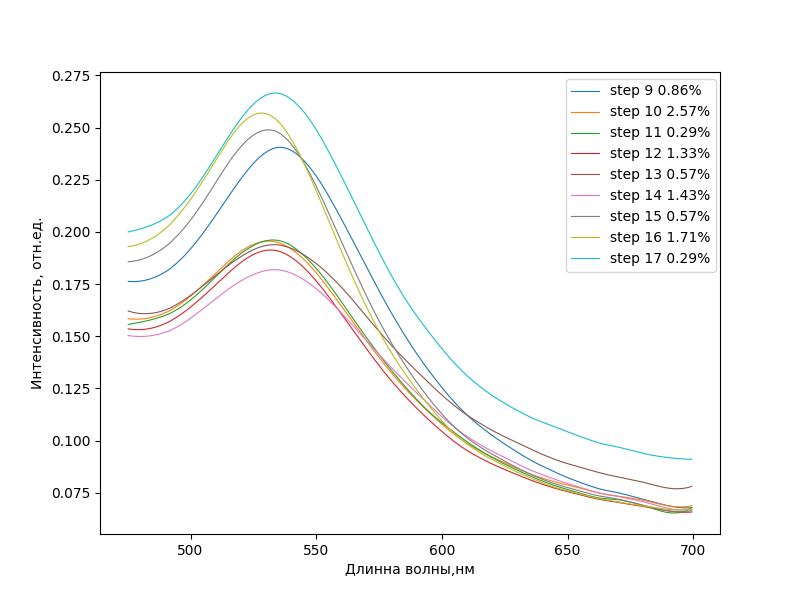 0.275
0.250
0.225
0.200
0.175
0.150
0.125
0.100
0.075
Интенсивность, отн.ед.
step 9 0.86%
step 10 2.57%
step 11 0.29%
step 12 1.33%
step 13 0.57%
step 14 1.43%
step 15 0.57%
step 16 1.71%
step 17 0.29%
500
550
600
650
700
Длинна волны,нм